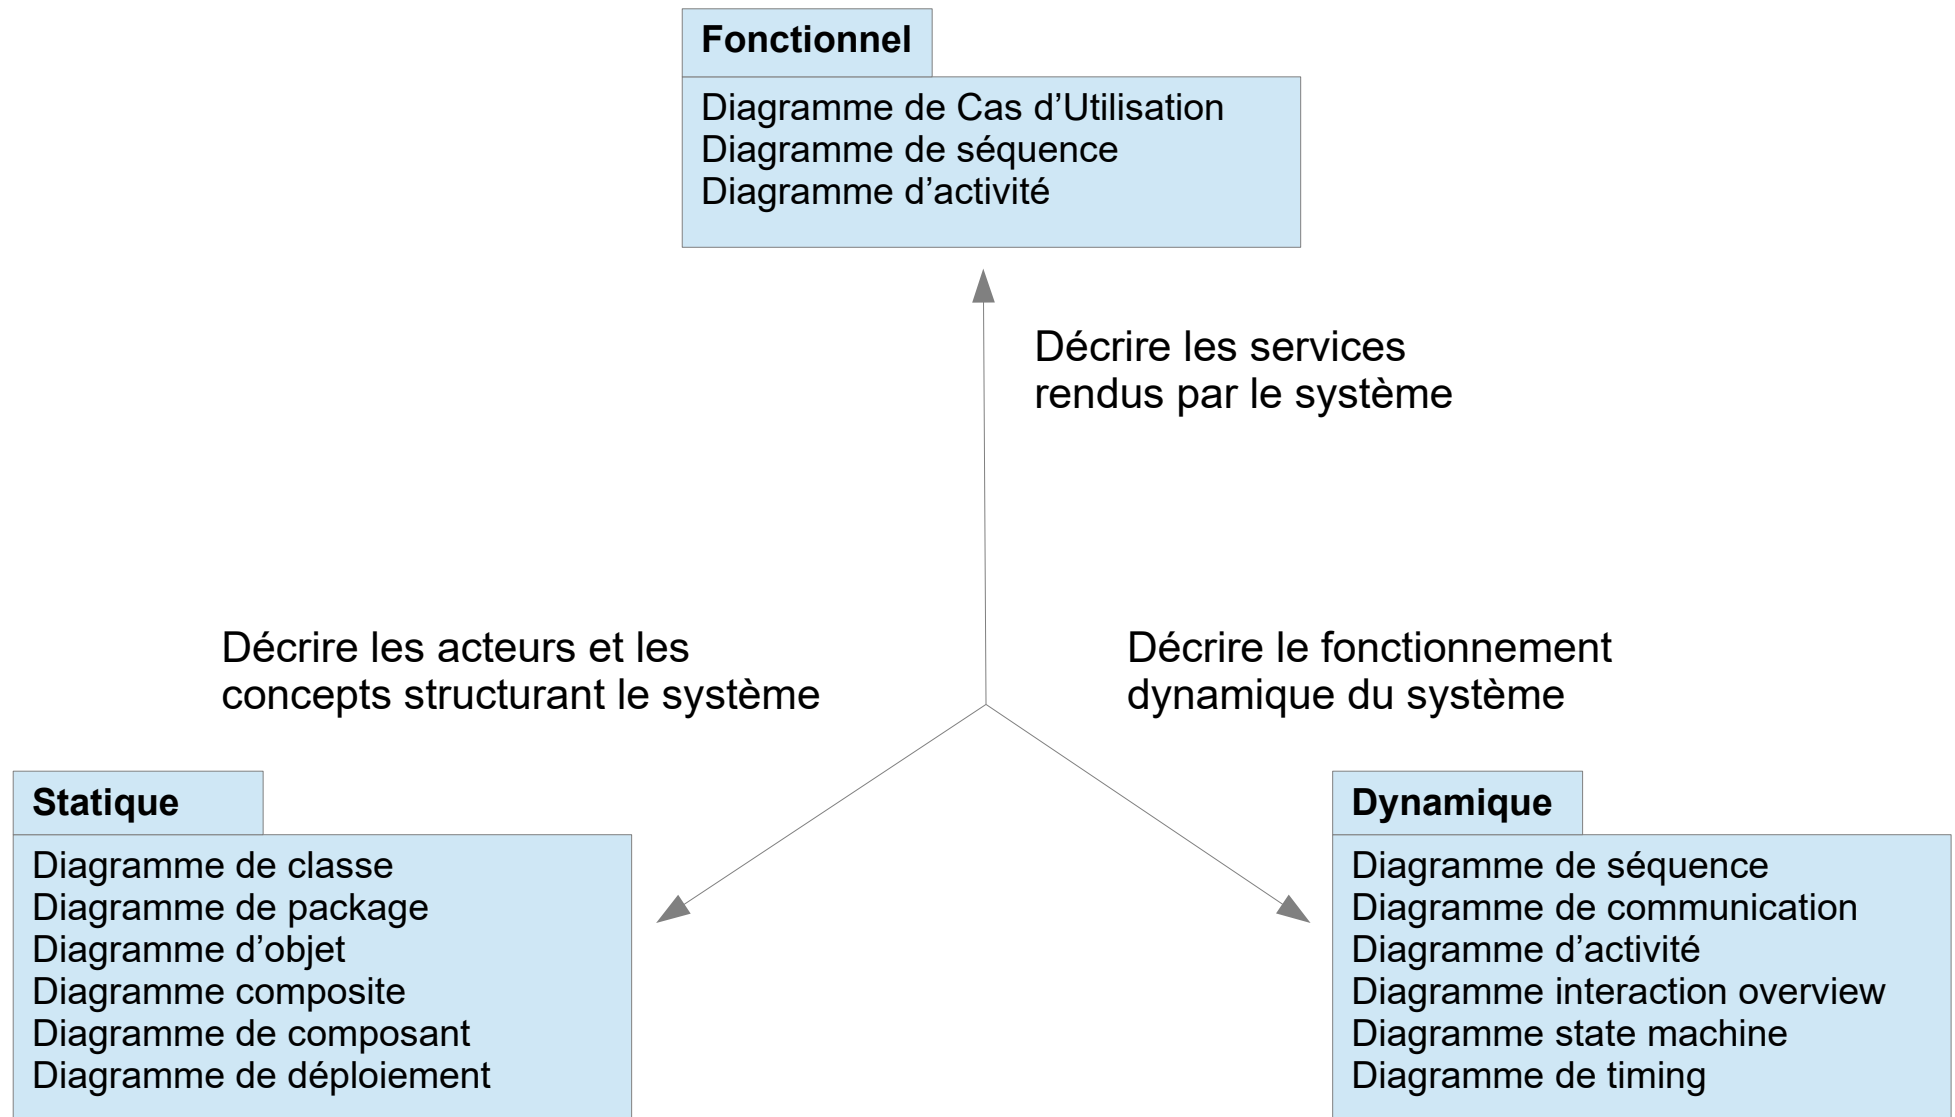 Fonctionnel
Diagramme de Cas d’Utilisation
Diagramme de séquence
Diagramme d’activité
Décrire les services
rendus par le système
Décrire les acteurs et les
concepts structurant le système
Décrire le fonctionnement
dynamique du système
Statique
Diagramme de classe
Diagramme de package
Diagramme d’objet
Diagramme composite
Diagramme de composant
Diagramme de déploiement
Dynamique
Diagramme de séquence
Diagramme de communication
Diagramme d’activité
Diagramme interaction overview
Diagramme state machine
Diagramme de timing